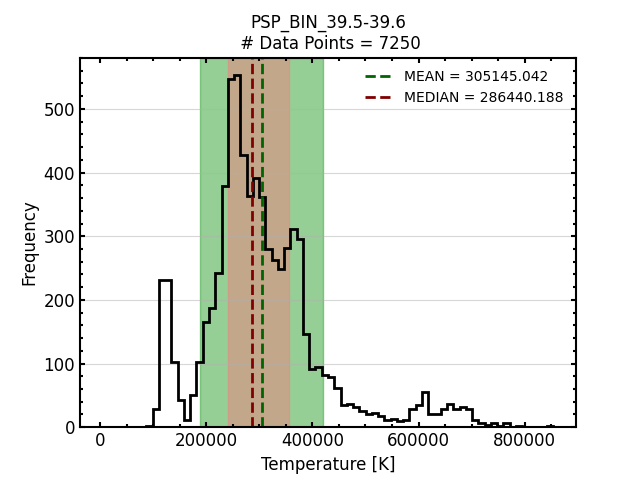 PSP_BIN_39.5-39.6
# Data Points = 7250
MEAN = 305145.042
MEDIAN = 286440.188
Frequency
500
400
300
200
100
0
0 200000 400000 600000 800000
Temperature [K]